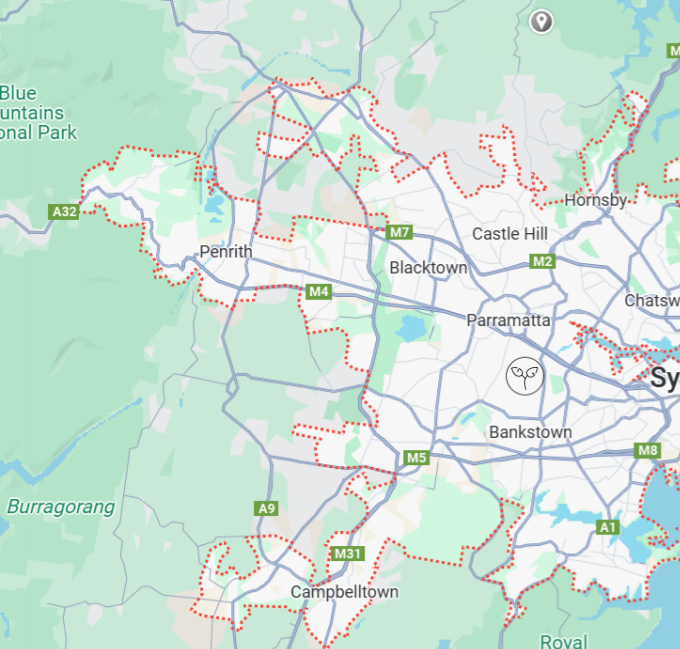 M
Blue
untains
onal Park
A32
Hornsby
M7
Castle Hill
Penrith
M2
Blacktown
M4
Chatsw
Parramatta
Sy
Bankstown
M5
M8
Burragorang
A9
A1
M31
Campbelltown
Royal